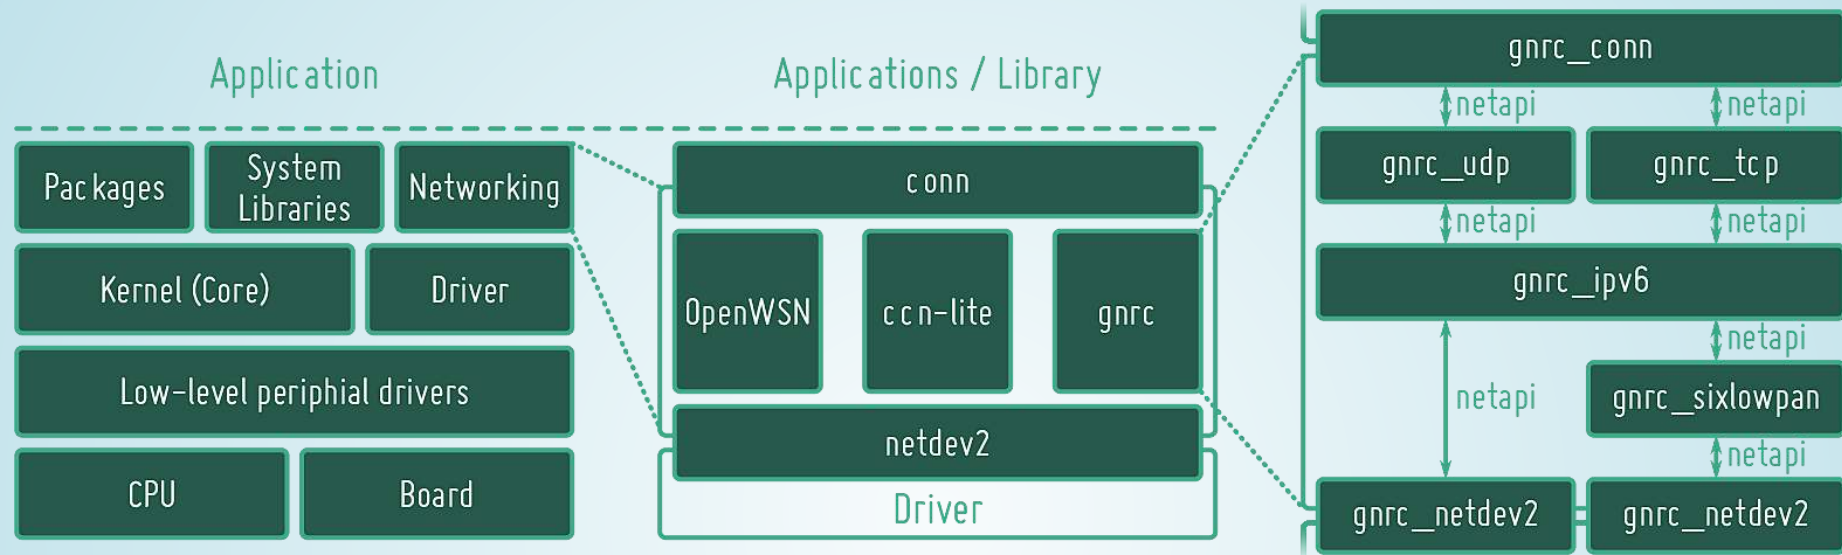 Application
Packages
System
Libraries
Networking
Kernel (Core)
Driver
Low-level periphial drivers
CPU
Board
Applications / Library
conn
OpenWSN
ccn-lite
gnrc
netdev2
Driver
gnrc_conn
netapi
netapi
gnrc_udp
gnrc_tcp
netapi
netapi
gnrc_ipv6
netapi
netapi
gnrc_sixlowpan
netapi
gnrc_netdev2
gnrc_netdev2